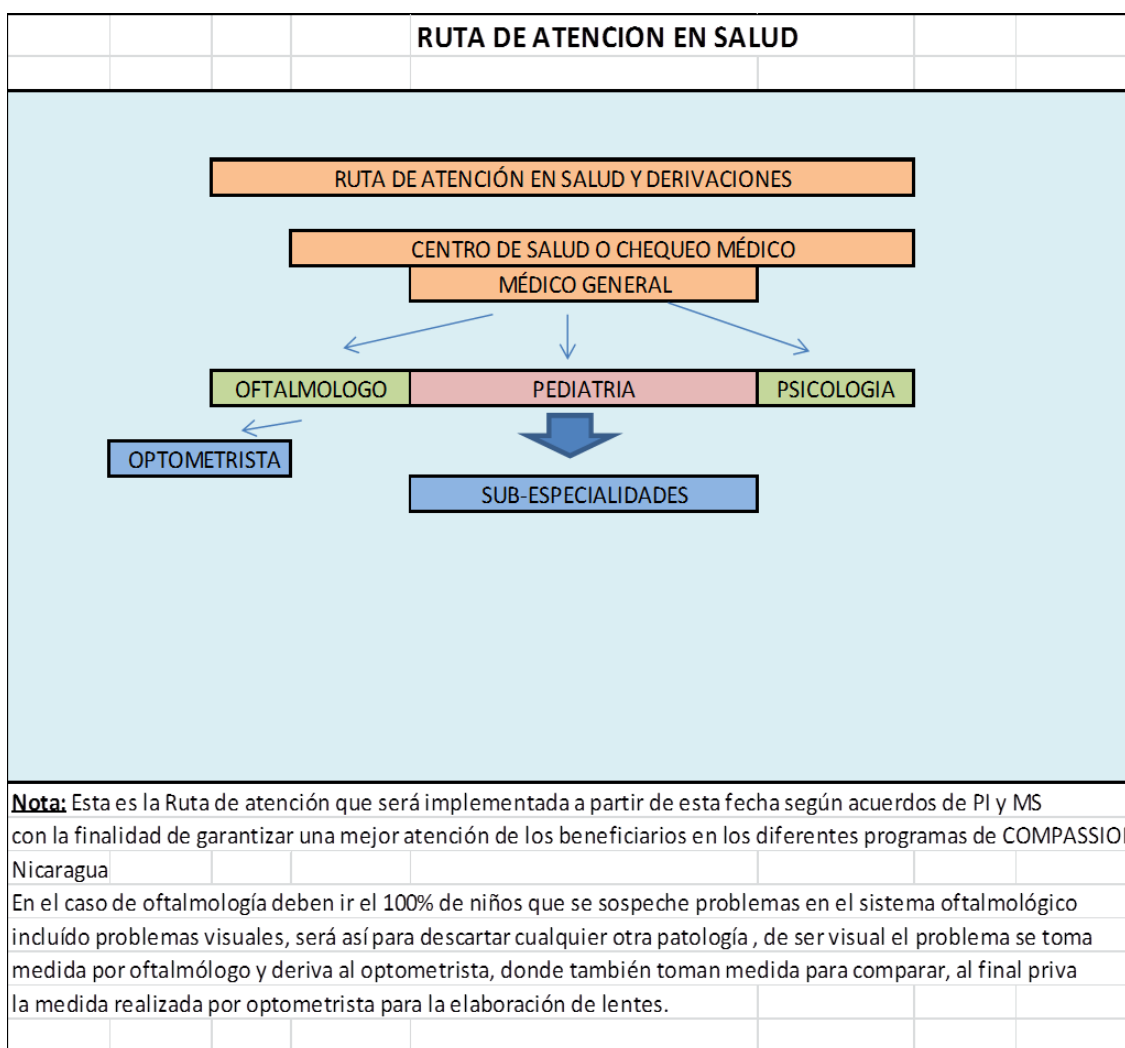 RUTA DE ATENCION EN SALUD
RUTA DE ATENCIÓN EN SALUD Y DERIVACIONES
CENTRO DE SALUD O CHEQUEO MÉDICO
MÉDICO GENERAL
OFTALMOLOGO PEDIATRIA PSICOLOGIA
OPTOMETRISTA
SUB-ESPECIALIDADES
Nota: Esta es la Ruta de atención que será implementada a partir de esta fecha según acuerdos de PI y MS
con la finalidad de garantizar una mejor atención de los beneficiarios en los diferentes programas de COMPASSIO
Nicaragua
En el caso de oftalmología deben ir el 100% de niños que se sospeche problemas en el sistema oftalmológico
incluído problemas visuales, será así para descartar cualquier otra patología , de ser visual el problema se toma
medida por oftalmólogo y deriva al optometrista, donde también toman medida para comparar, al final priva
la medida realizada por optometrista para la elaboración de lentes.